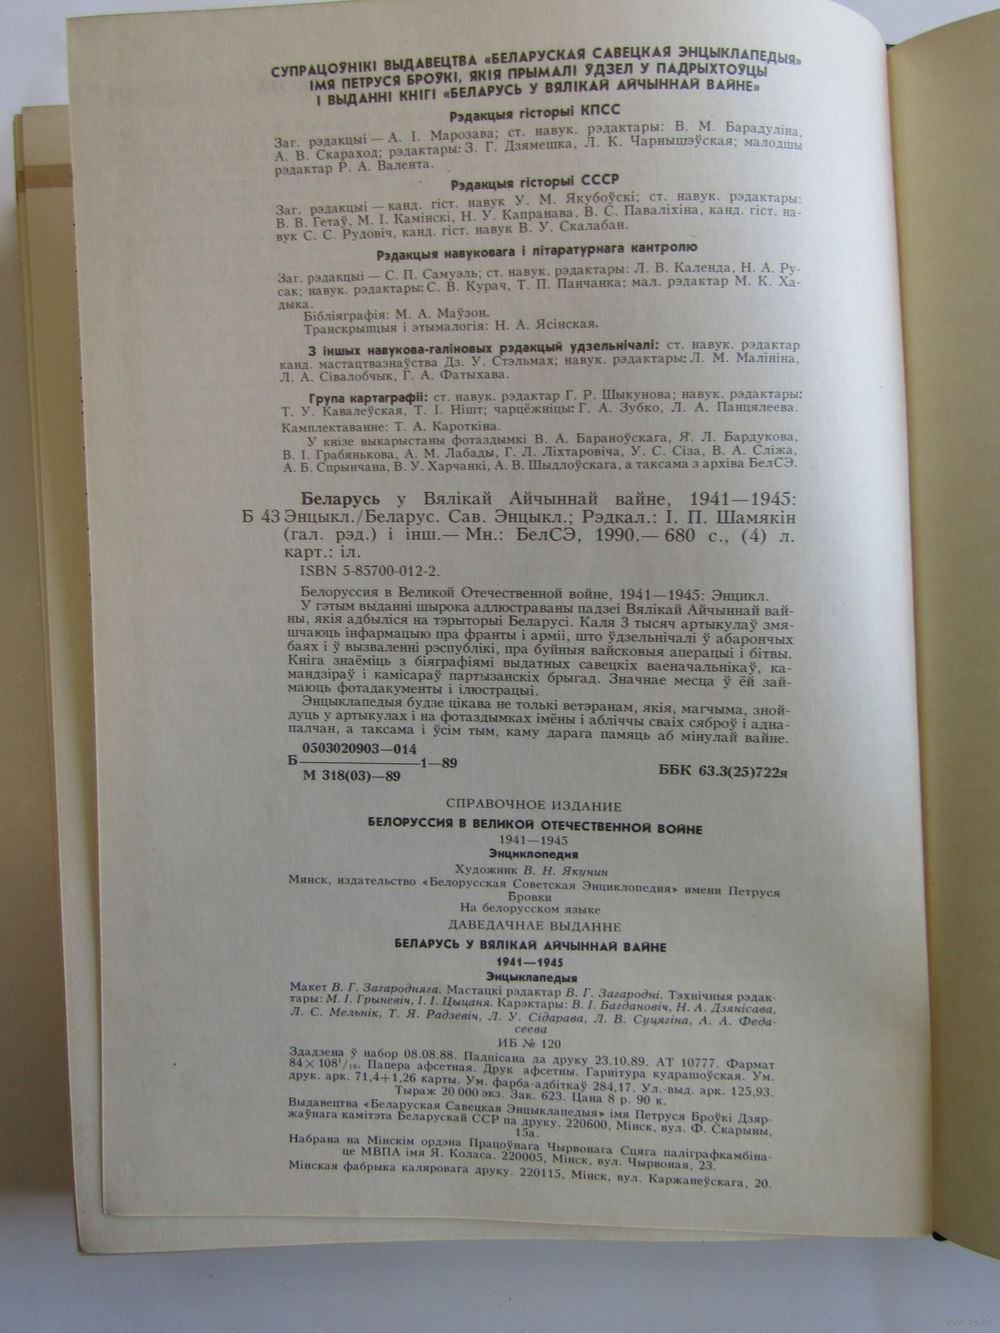 СУПРАЦОЎНІКІ ВЫДАВЕЦТВА «БЕЛАРУСКАЯ САВЕЦКАЯ ЭНЦЫКЛАПЕДЫЯ»
ІМЯ ПЕТРУСЯ БРОЎКІ, ЯКІЯ ПРЫМАЛІ ЎДЗЕЛ У ПАДРЫХТОЎЦЫ
І ВЫДАННІ КНІГІ «БЕЛАРУСЬ У ВЯЛІКАЙ АЙЧЫННАЙ ВАЙНЕ»
Рэдакцыя гісторыі КПСС
Заг. рэдакцыі — А. І. Марозава; ст. навук. рэдактары: В. М. Барадуліна,
А. В. Скараход; рэдактары: З. Г. Дзямешка, Л. К. Чарнышэўская; малодшы
рэдактар Р. А. Валента.
Рэдакцыя гісторыі СССР
Заг. рэдакцыі — канд. гіст. навук У. М. Якубоўскі; ст. навук. рэдактары:
В. В. Гетаў, М. І. Камінскі, Н. У. Капранава, В. С. Паваліхіна, канд. гіст. на-
вук С. С. Рудовіч, канд. гіст. навук В. У. Скалабан.
Рэдакцыя навуковага і літаратурнага кантролю
Заг. рэдакцыі — С. П. Самуэль; ст. навук. рэдактары: Л. В. Календа, Н. А. Ру-
сак; навук. рэдактары: С. В. Курач, Т. П. Панчанка; мал. рэдактар М. К. Ха-
дыка.
Бібліяграфія: М. А. Маўзон.
Транскрыпцыя і этымалогія: Н. А. Ясінская.
З іншых навукова-галіновых рэдакцый удзельнічалі: ст. навук. рэдактар
канд. мастацтвазнаўства Дз. У. Стэльмах; навук. рэдактары: Л. М. Малініна,
Л. А. Сівалобчык, Г. А. Фатыхава.
Група картаграфіі: ст. навук. рэдактар Г. Р. Шыкунова; навук. рэдактары:
Т. У. Кавалеўская, Т. І. Нішт; чарцёжніцы: Г. А. Зубко, Л. А. Панцялеева.
Камплектаванне: Т. А. Кароткіна.
У кнізе выкарыстаны фотаздымкі В. А. Бараноўскага, Я. Л. Бардукова,
В. І. Грабянькова, А. М. Лабады, Г. Л. Ліхтаровіча, У. С. Сіза, В. А. Сліжа,
А. Б. Спрынчана, В. У. Харчанкі, А. В. Шыдлоўскага, а таксама з архіва БелСЭ.
Беларусь у Вялікай Айчыннай вайне, 1941—1945:
Б 43 Энцыкл./Беларус. Сав. Энцыкл.; Рэдкал.: І. П. Шамякін
(гал. рэд.) і інш.— Мн.: БелСЭ, 1990.— 680 с., (4) л.
карт.: іл.
ISBN 5-85700-012-2.
Белоруссия в Великой Отечественной войне, 1941—1945: Энцикл.
У гэтым выданні шырока адлюстраваны падзеі Вялікай Айчыннай вай-
ны, якія адбыліся на тэрыторыі Беларусі. Каля 3 тысяч артыкулаў змя-
шчаюць інфармацыю пра франты і арміі, што ўдзельнічалі ў абарончых
баях і ў вызваленні рэспублікі, пра буйныя вайсковыя аперацыі і бітвы.
Кніга знаёміць з біяграфіямі выдатных савецкіх ваеначальнікаў, ка-
мандзіраў і камісараў партызанскіх брыгад. Значнае месца ў ёй зай-
маюць фотадакументы і ілюстрацыі.
Энцыклапедыя будзе цікава не толькі ветэранам, якія, магчыма, зной-
дуць у артыкулах і на фотаздымках імёны і аблiччы сваіх сяброў і адна-
палчан, а таксама і ўсім тым, каму дарага памяць аб мінулай вайне.
0503020903—014
Б————————1—89
М 318(03)—89
ББК 63.3(25)722я
СПРАВОЧНОЕ ИЗДАНИЕ
БЕЛОРУССИЯ В ВЕЛИКОЙ ОТЕЧЕСТВЕННОЙ ВОЙНЕ
1941—1945
Энциклопедия
Художник В. Н. Якунин
Минск, издательство «Белорусская Советская Энциклопедия» имени Петруся
Бровки
На белорусском языке
ДАВЕДАЧНАЕ ВЫДАННЕ
БЕЛАРУСЬ У ВЯЛІКАЙ АЙЧЫННАЙ ВАЙНЕ
1941—1945
Энцыклапедыя
Макет В. Г. Загародняга. Мастацкі рэдактар В. Г. Загародні. Тэхнічныя рэдак-
тары: М. І. Грыневіч, І. І. Цыцаня. Карэктары: В. І. Багдановіч, Н. А. Дзянісава,
Л. С. Мельнік, Т. Я. Радзевіч, Л. У. Сідарава, Л. В. Суцягіна, А. А. Феда-
сеева
ИБ № 120
Здадзена ў набор 08.08.88. Падпісана да друку 23.10.89. АТ 10777. Фармат
84×108¹/₁₆. Папера афсетная. Друк афсетны. Гарнітура кудрашоўская. Ум.
друк. арк. 71,4+1,26 карты. Ум. фарба-адбіткаў 284,17. Ул.-выд. арк. 125,93.
Тыраж 20 000 экз. Зак. 623. Цана 8 р. 90 к.
Выдавецтва «Беларуская Савецкая Энцыклапедыя» імя Петруся Броўкі Дзяр-
жаўнага камітэта Беларускай ССР па друку. 220600, Мінск, вул. Ф. Скарыны,
15а.
Набрана на Мінскім ордэна Працоўнага Чырвонага Сцяга паліграфкамбіна-
це МВПА імя Я. Коласа. 220005, Мінск, вул. Чырвоная, 23.
Мінская фабрыка каляровага друку. 220115, Мінск, вул. Каржанеўскага, 20.
www.ay.by